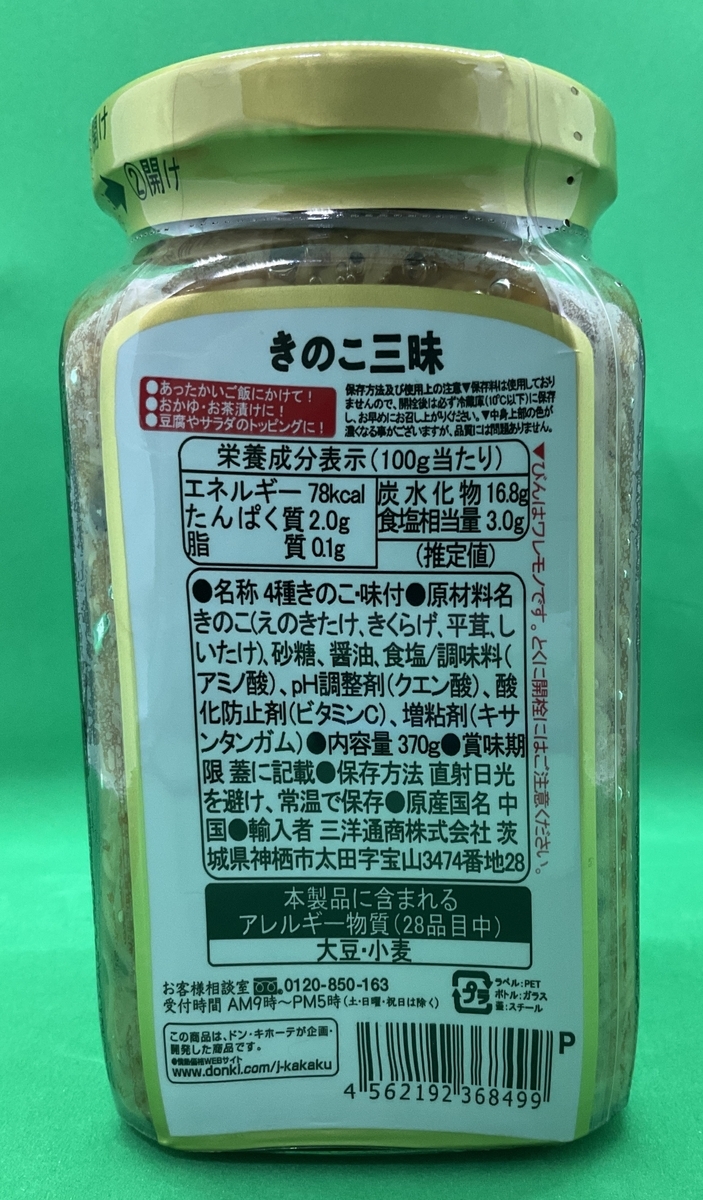 開け
②開け
きのこ三昧
●あったかいご飯にかけて！
●おかゆ・お茶漬けに！
●豆腐やサラダのトッピングに！
保存方法及び使用上の注意▼保存料は使用しており
ませんので、開栓後は必ず冷蔵庫(10℃以下)に保存
し、お早めにお召し上がりください。▼中身上部の色が
濃くなる事がございますが、品質には問題ありません。
▼びんはワレモノです。とくに開栓にはご注意ください。
栄養成分表示(100g当たり)
エネルギー 78kcal
たんぱく質 2.0g
脂質 0.1g
炭水化物 16.8g
食塩相当量 3.0g
(推定値)
●名称 4種きのこ・味付●原材料名
きのこ(えのきたけ、きくらげ、平茸、し
いたけ)、砂糖、醤油、食塩/調味料(
アミノ酸)、pH調整剤(クエン酸)、酸
化防止剤(ビタミンC)、増粘剤(キサ
ンタンガム)●内容量 370g●賞味期
限 蓋に記載●保存方法 直射日光
を避け、常温で保存●原産国名 中
国●輸入者 三洋通商株式会社 茨
城県神栖市太田字宝山3474番地28
本製品に含まれる
アレルギー物質(28品目中)
大豆・小麦
お客様相談室 0120-850-163
受付時間 AM9時～PM5時(土・日曜・祝日は除く)
プラ
ラベル:PET
ボトル:ガラス
蓋:スチール
この商品は、ドン・キホーテが企画・
開発した商品です。
●情熱価格WEBサイト
www.donki.com/j-kakaku
P
4 562192 368499